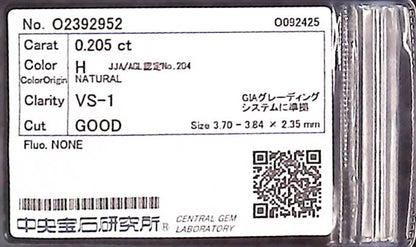 No. O2392952 O092425
Carat 0.205 ct
Color H JJA/AGL認定No.204
ColorOrigin NATURAL
Clarity VS-1 GIAグレーディング
システムに準拠
Cut GOOD Size 3.70 - 3.84 × 2.35 mm
Fluo. NONE
中央宝石研究所® CENTRAL GEM
LABORATORY